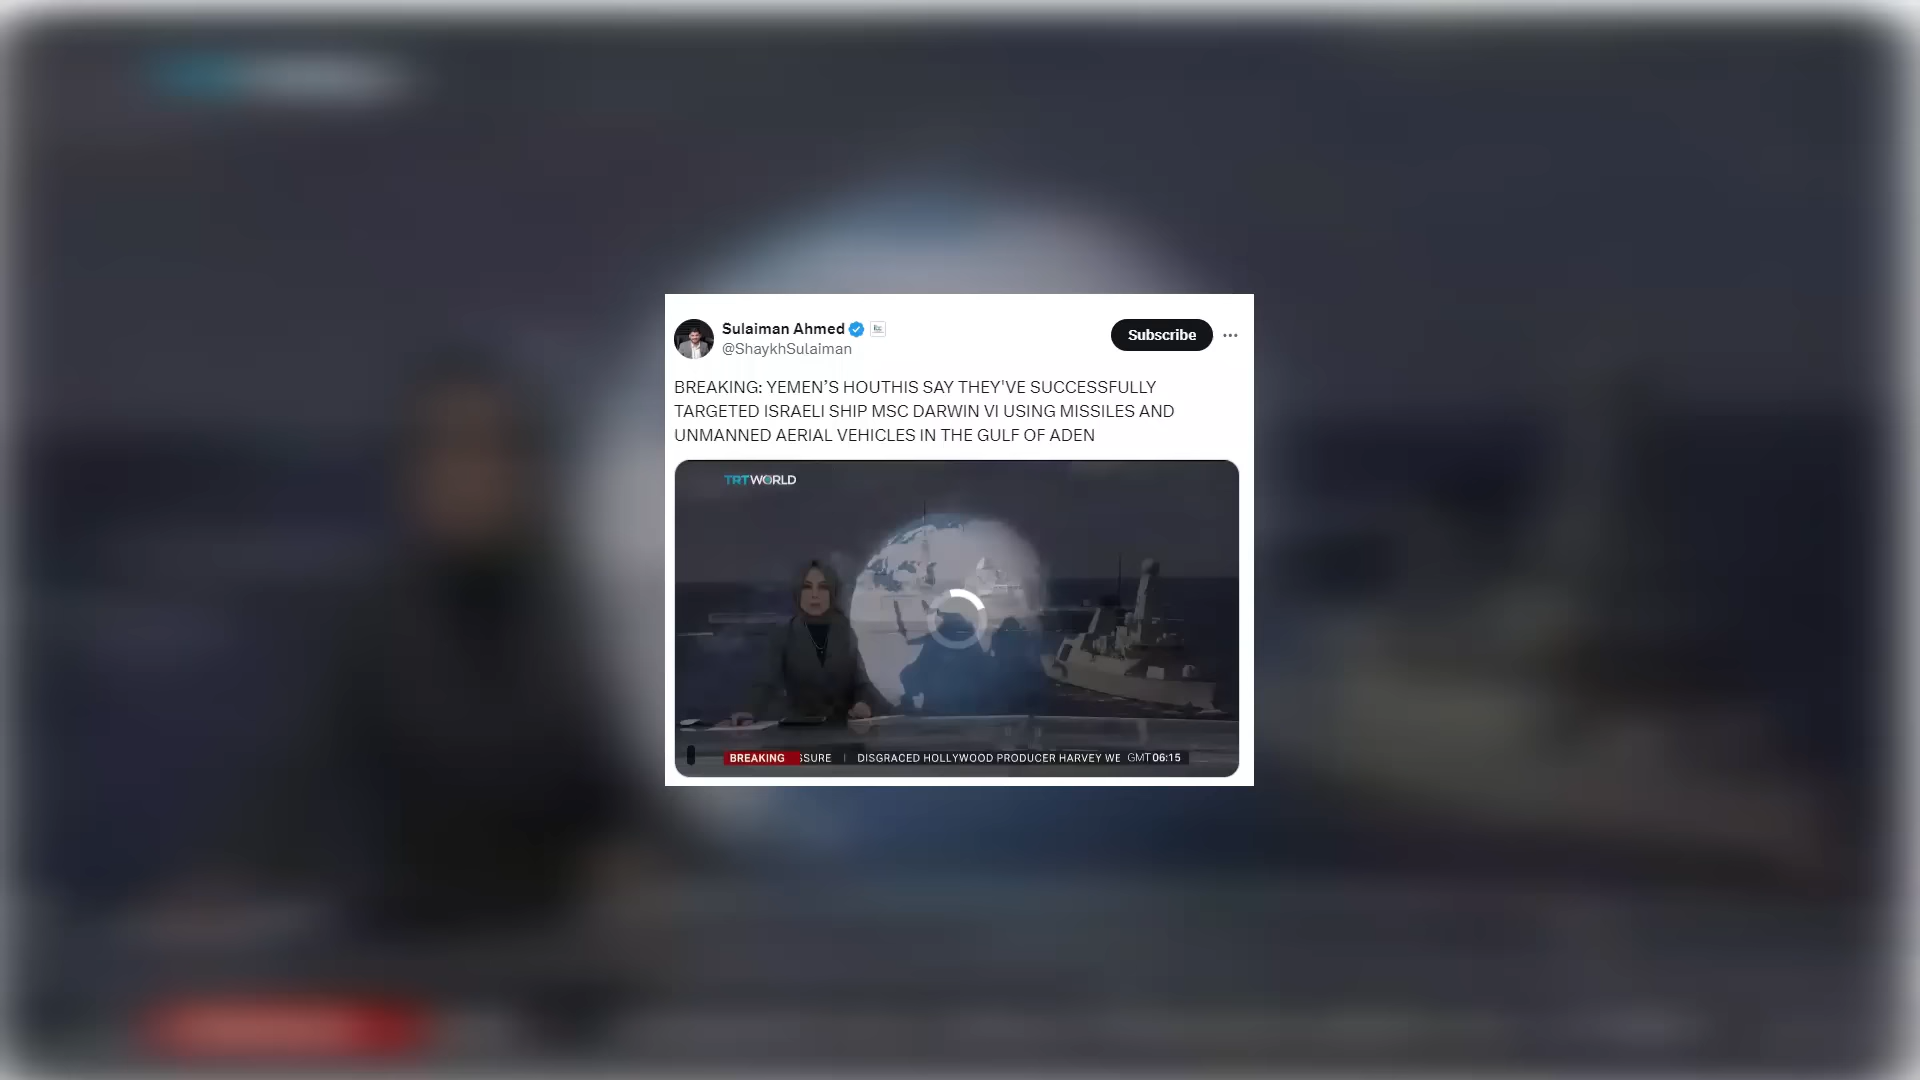 Sulaiman Ahmed
@ShaykhSulaiman
Subscribe
BREAKING: YEMEN’S HOUTHIS SAY THEY'VE SUCCESSFULLY
TARGETED ISRAELI SHIP MSC DARWIN VI USING MISSILES AND
UNMANNED AERIAL VEHICLES IN THE GULF OF ADEN
TRT WORLD
BREAKING SSURE | DISGRACED HOLLYWOOD PRODUCER HARVEY WE GMT 06:15